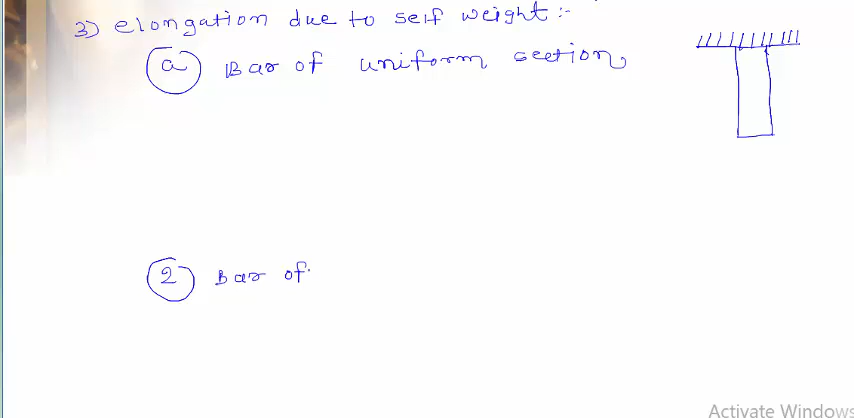 3) elongation due to self weight :-
(a) Bar of uniform section
(2) Bar of
Activate Windows